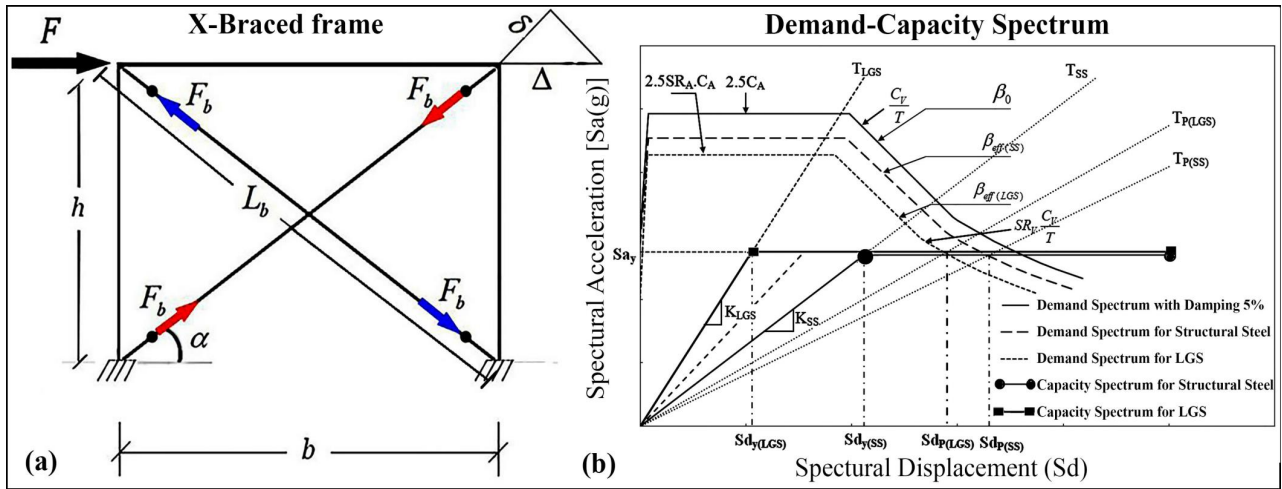 X-Braced frame
F
δ
Δ
F_b
F_b
h
L_b
F_b
F_b
α
b
(a)
Demand-Capacity Spectrum
T_LGS
T_SS
2.5SR_A.C_A
2.5C_A
C_V/T
β_0
T_P(LGS)
β_eff(SS)
T_P(SS)
β_eff(LGS)
SR_V C_V/T
Sa_y
K_LGS
K_SS
Demand Spectrum with Damping 5%
Demand Spectrum for Structural Steel
Demand Spectrum for LGS
Capacity Spectrum for Structural Steel
Capacity Spectrum for LGS
Sd_y(LGS)
Sd_y(SS)
Sd_P(LGS)
Sd_P(SS)
Spectral Acceleration [Sa(g)]
Spectral Displacement (Sd)
(b)